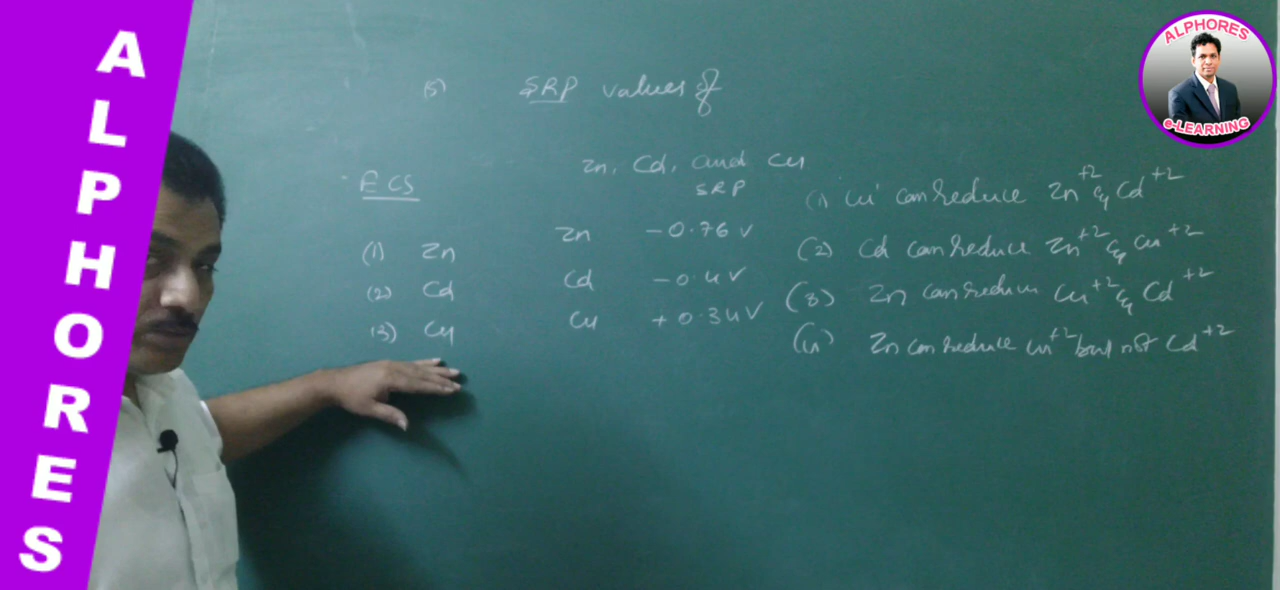 ALPHORES
ALPHORES
e-LEARNING
5) SRP values of
Zn, Cd, and Cu
ECS
SRP
(1) Zn
(2) Cd
(3) Cu
Zn -0.76 V
Cd -0.4 V
Cu +0.34 V
(1) Cu can reduce Zn+2 & Cd+2
(2) Cd can reduce Zn+2 & Cu+2
(3) Zn can reduce Cu+2 & Cd+2
(4) Zn can reduce Cu+2 but not Cd+2